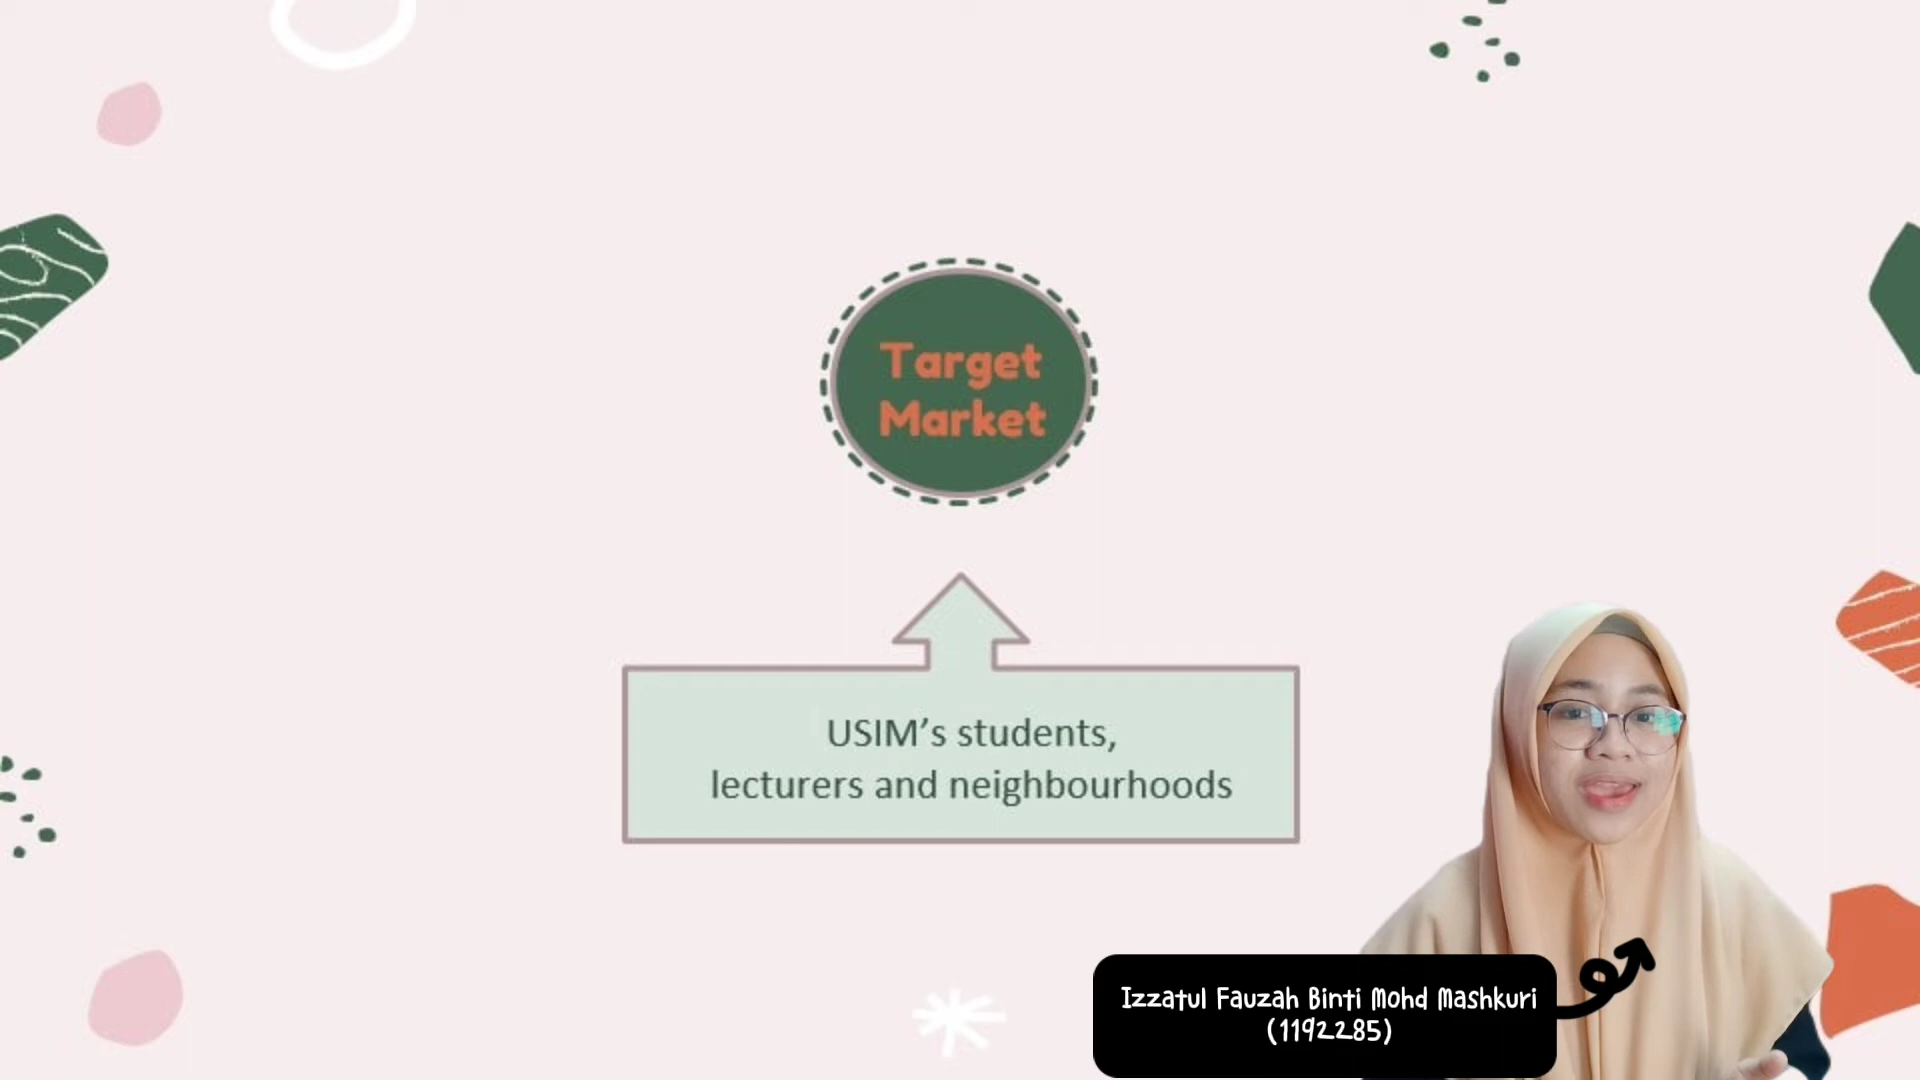 Target
Market
USIM’s students,
lecturers and neighbourhoods
Izzatul Fauzah Binti Mohd Mashkuri
(1192285)